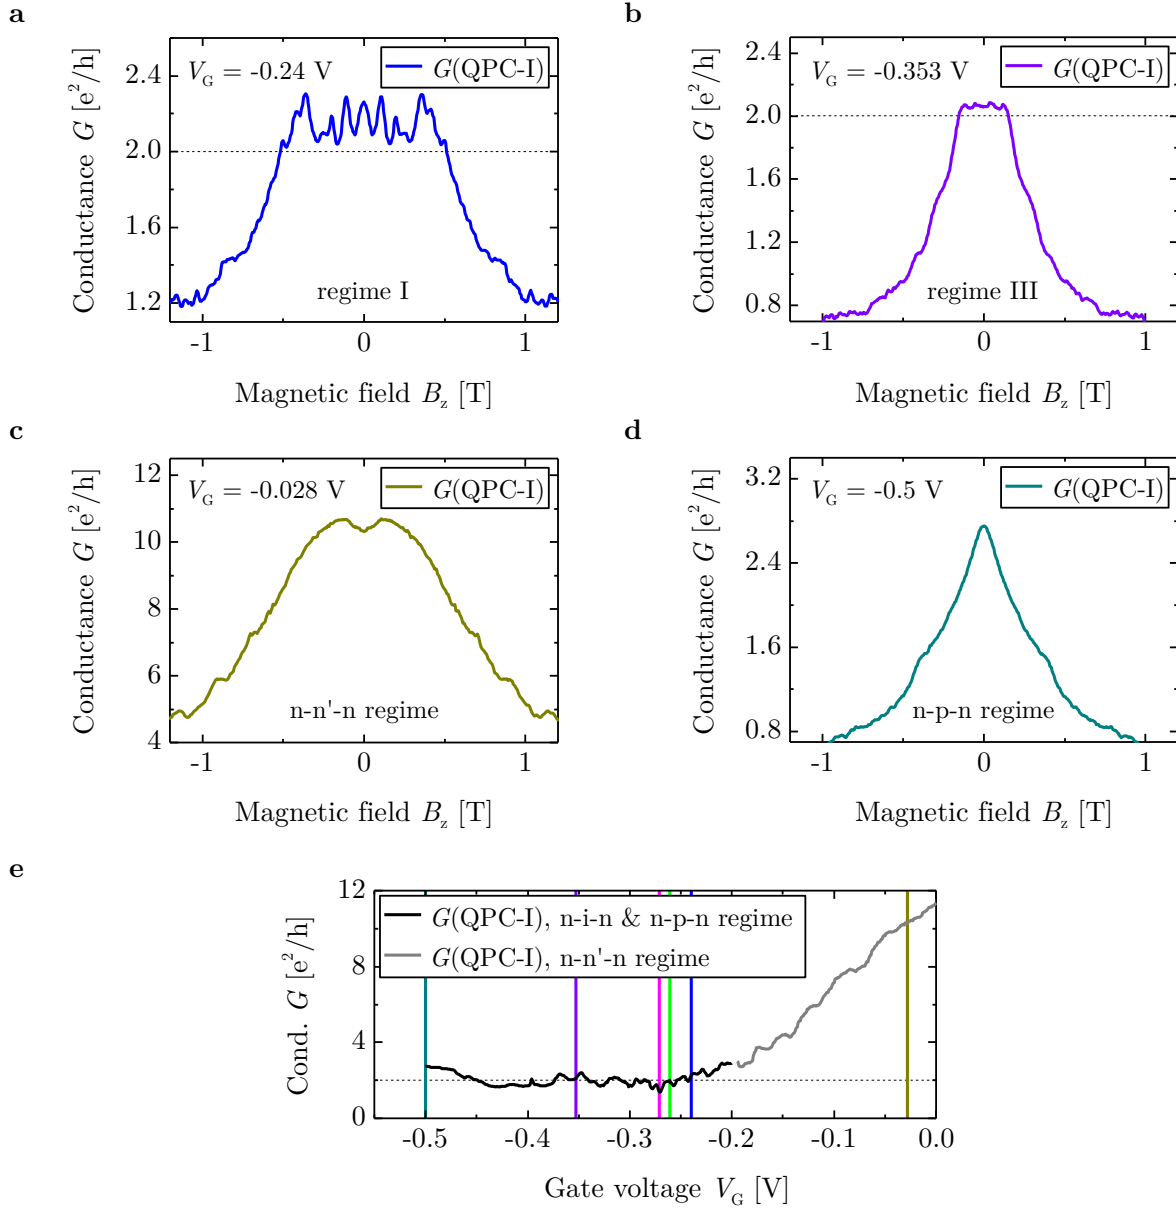 a
Conductance G [e²/h]
2.4
2.0
1.6
1.2
V_G = -0.24 V
G(QPC-I)
regime I
-1 0 1
Magnetic field B_z [T]
b
Conductance G [e²/h]
2.4
2.0
1.6
1.2
0.8
V_G = -0.353 V
G(QPC-I)
regime III
-1 0 1
Magnetic field B_z [T]
c
Conductance G [e²/h]
12
10
8
6
4
V_G = -0.028 V
G(QPC-I)
n-n'-n regime
-1 0 1
Magnetic field B_z [T]
d
Conductance G [e²/h]
3.2
2.4
1.6
0.8
V_G = -0.5 V
G(QPC-I)
n-p-n regime
-1 0 1
Magnetic field B_z [T]
e
Cond. G [e²/h]
12
8
4
0
G(QPC-I), n-i-n & n-p-n regime
G(QPC-I), n-n'-n regime
-0.5 -0.4 -0.3 -0.2 -0.1 0.0
Gate voltage V_G [V]